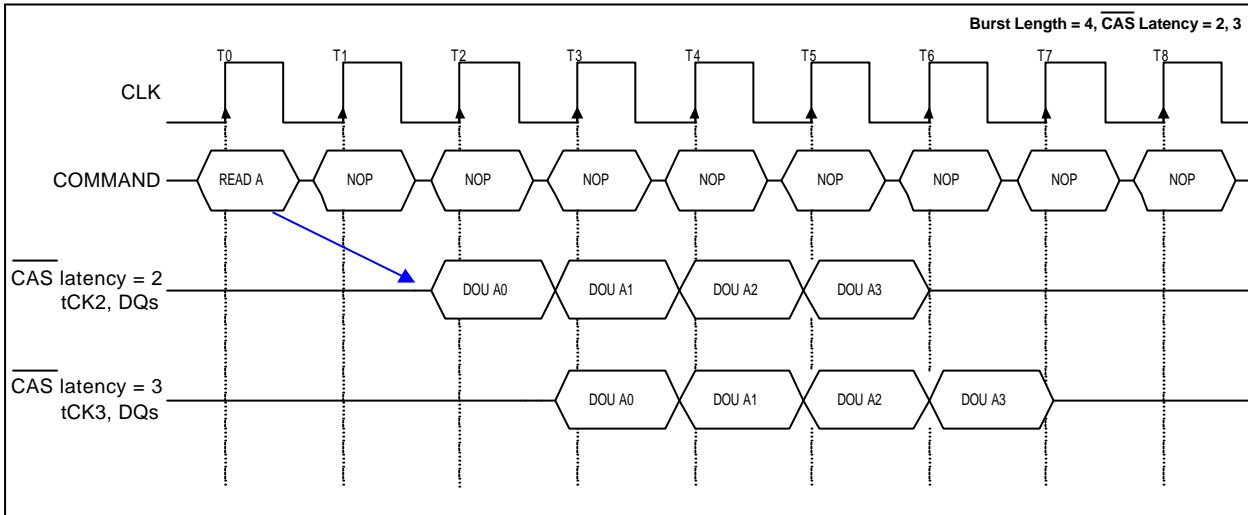 Burst Length = 4, CAS Latency = 2, 3
T0 T1 T2 T3 T4 T5 T6 T7 T8
CLK
COMMAND READ A NOP NOP NOP NOP NOP NOP NOP NOP
CAS latency = 2
tCK2, DQs
DOU A0 DOU A1 DOU A2 DOU A3
CAS latency = 3
tCK3, DQs
DOU A0 DOU A1 DOU A2 DOU A3